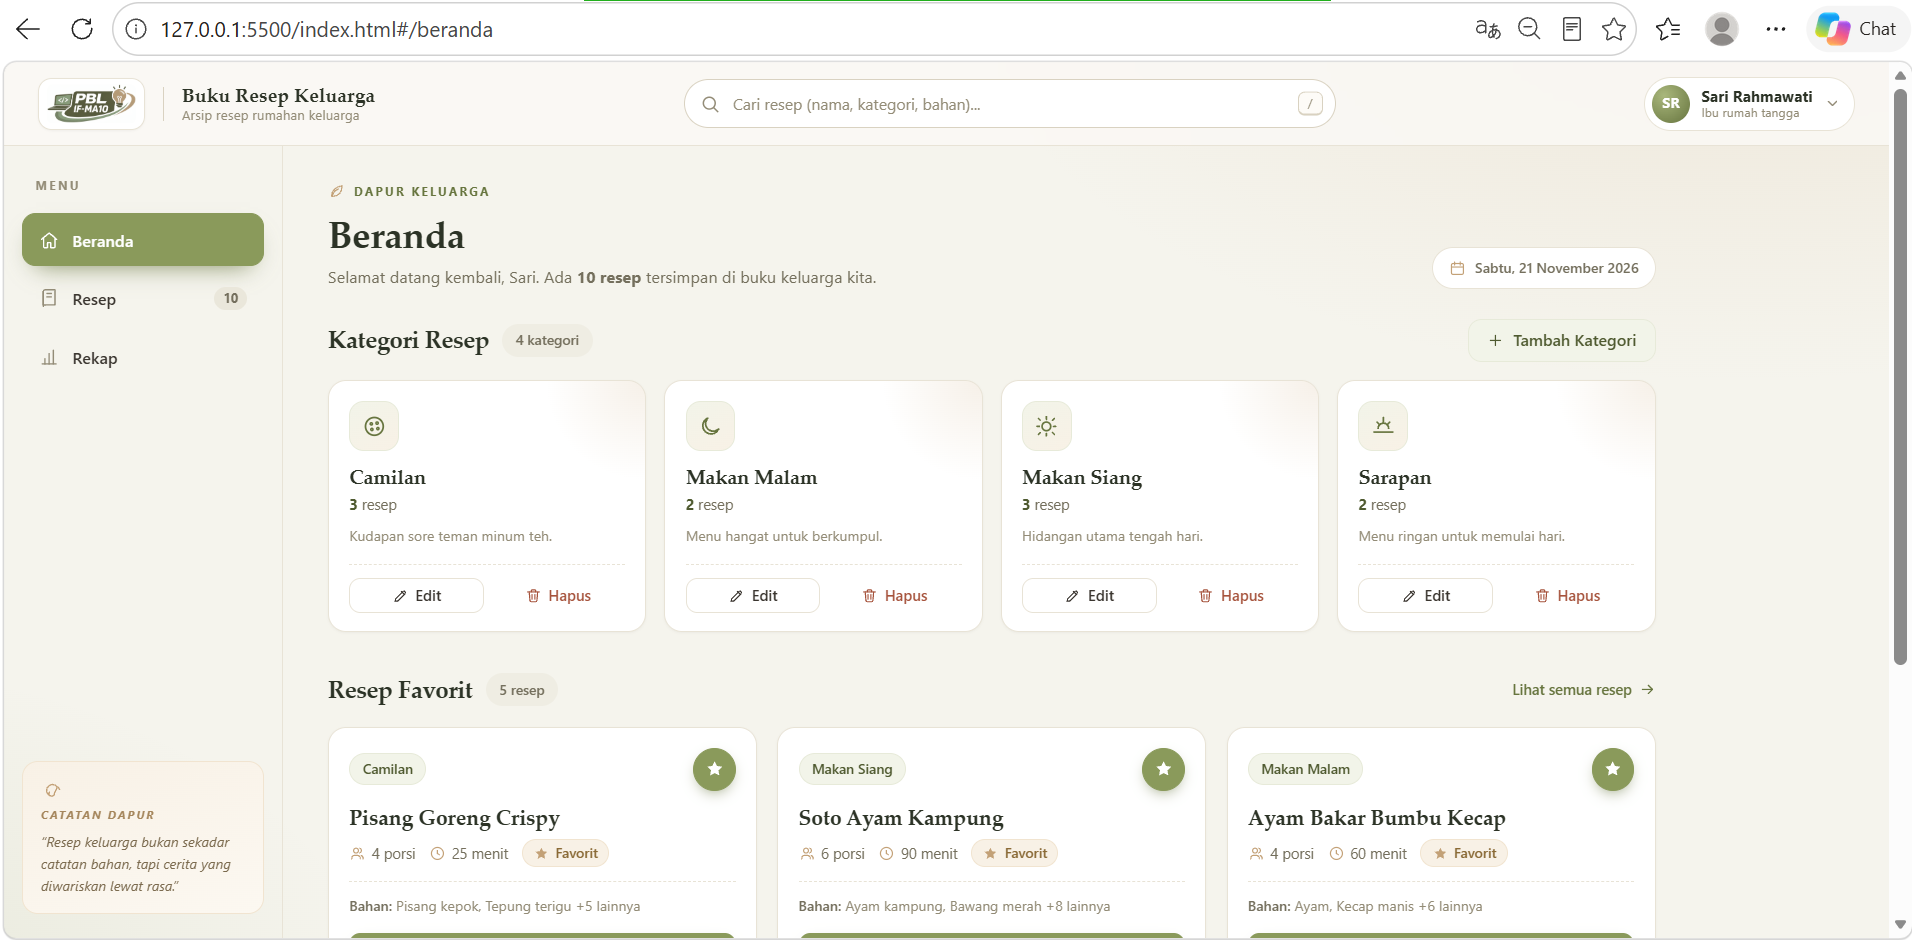 127.0.0.1:5500/index.html#/beranda
Chat
PBL
IF-MA10
Buku Resep Keluarga
Arsip resep rumahan keluarga
Cari resep (nama, kategori, bahan)...
/
SR
Sari Rahmawati
Ibu rumah tangga
MENU
Beranda
Resep
10
Rekap
CATATAN DAPUR
“Resep keluarga bukan sekadar
catatan bahan, tapi cerita yang
diwariskan lewat rasa.”
DAPUR KELUARGA
Beranda
Selamat datang kembali, Sari. Ada 10 resep tersimpan di buku keluarga kita.
Sabtu, 21 November 2026
Kategori Resep
4 kategori
+ Tambah Kategori
Camilan
3 resep
Kudapan sore teman minum teh.
Edit
Hapus
Makan Malam
2 resep
Menu hangat untuk berkumpul.
Edit
Hapus
Makan Siang
3 resep
Hidangan utama tengah hari.
Edit
Hapus
Sarapan
2 resep
Menu ringan untuk memulai hari.
Edit
Hapus
Resep Favorit
5 resep
Lihat semua resep →
Camilan
Pisang Goreng Crispy
4 porsi 25 menit Favorit
Bahan: Pisang kepok, Tepung terigu +5 lainnya
Makan Siang
Soto Ayam Kampung
6 porsi 90 menit Favorit
Bahan: Ayam kampung, Bawang merah +8 lainnya
Makan Malam
Ayam Bakar Bumbu Kecap
4 porsi 60 menit Favorit
Bahan: Ayam, Kecap manis +6 lainnya